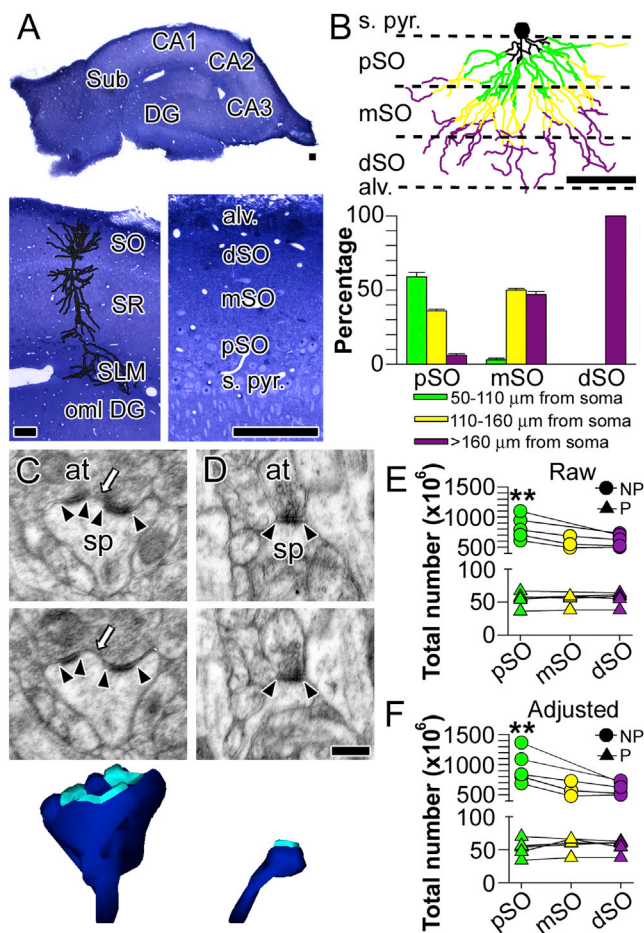 A
CA1
CA2
Sub
DG
CA3
SO
SR
SLM
oml DG
alv.
dSO
mSO
pSO
s. pyr.
B
s. pyr.
pSO
mSO
dSO
alv.
Percentage
100
50
0
pSO mSO dSO
50-110 μm from soma
110-160 μm from soma
>160 μm from soma
C
at
sp
D
at
sp
E
Raw
NP
P
**
Total number (x10⁶)
1500
1000
500
100
50
0
pSO
mSO
dSO
F
Adjusted
NP
P
**
Total number (x10⁶)
1500
1000
500
100
50
0
pSO
mSO
dSO